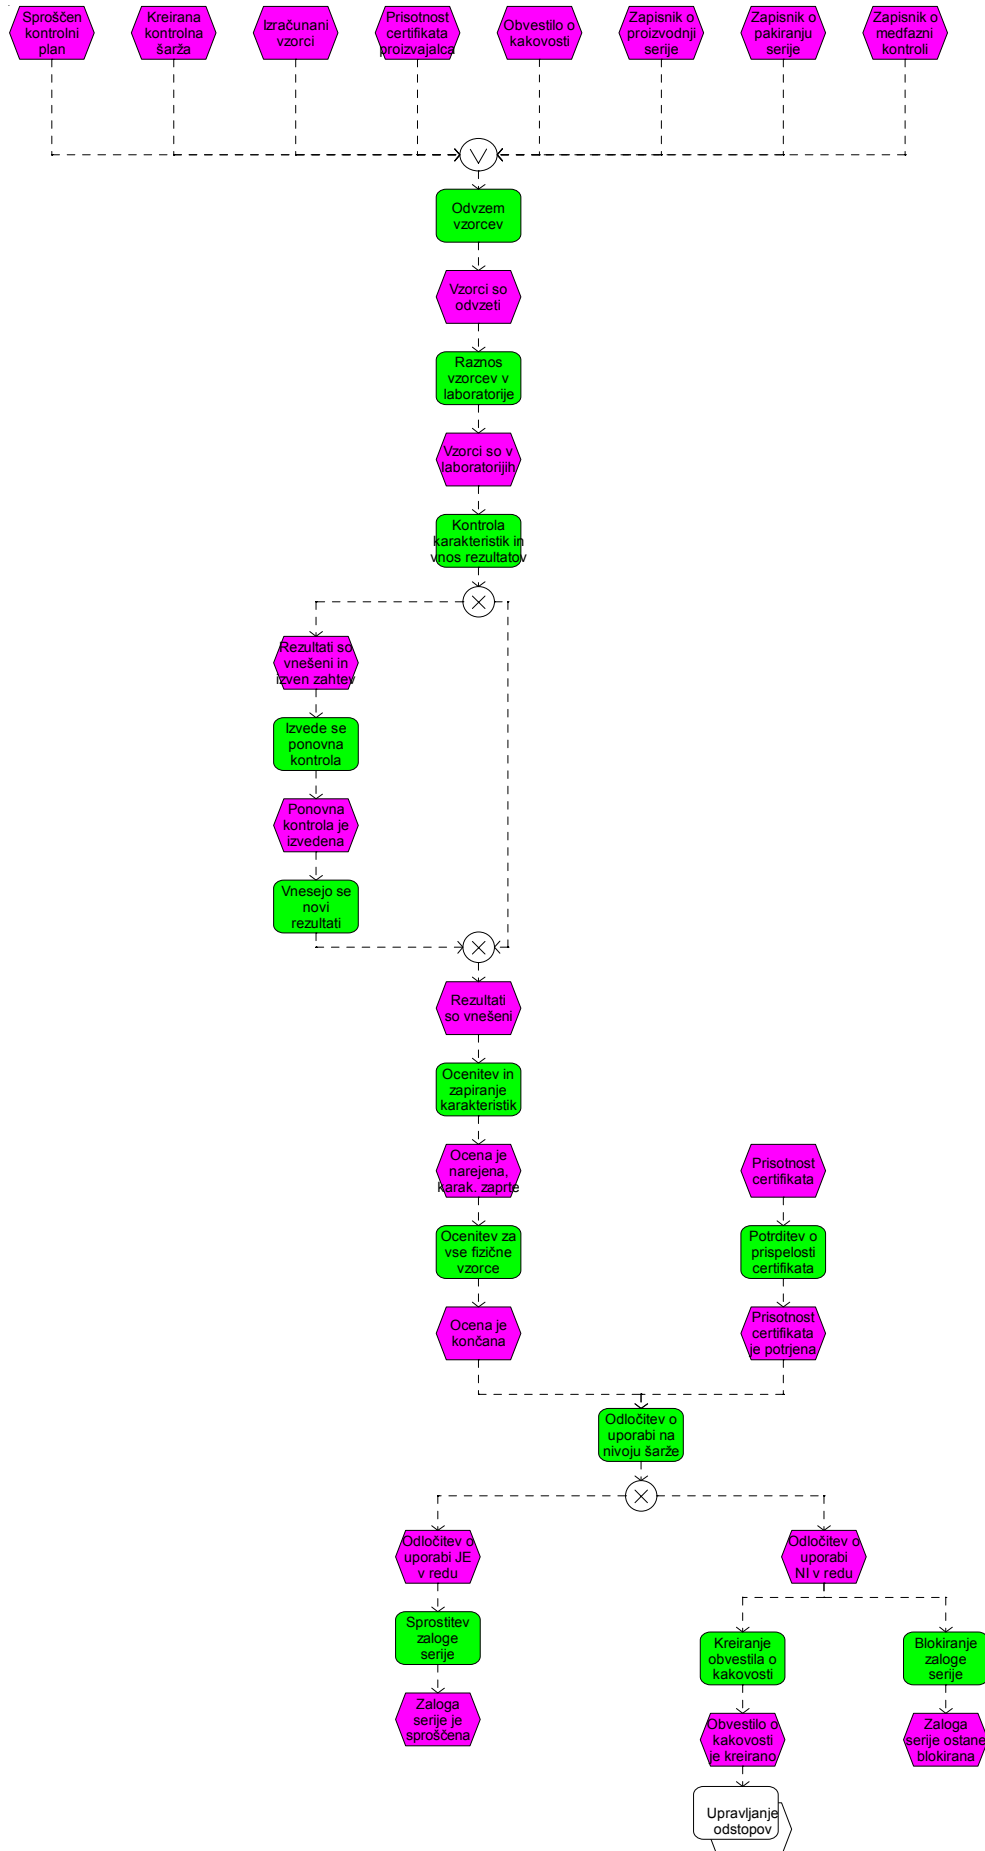 Sproščen
kontrolni
plan
Kreirana
kontrolna
šarža
Izračunani
vzorci
Prisotnost
certifikata
proizvajalca
Obvestilo o
kakovosti
Zapisnik o
proizvodnji
serije
Zapisnik o
pakiranju
serije
Zapisnik o
medfazni
kontroli
Odvzem
vzorcev
Vzorci so
odvzeti
Raznos
vzorcev v
laboratorije
Vzorci so v
laboratorijih
Kontrola
karakteristik in
vnos rezultatov
Rezultati so
vnešeni in
izven zahtev
Izvede se
ponovna
kontrola
Ponovna
kontrola je
izvedena
Vnesejo se
novi
rezultati
Rezultati
so vnešeni
Ocenitev in
zapiranje
karakteristik
Ocena je
narejena,
karak. zaprte
Prisotnost
certifikata
Ocenitev za
vse fizične
vzorce
Potrditev o
prispelosti
certifikata
Ocena je
končana
Prisotnost
certifikata
je potrjena
Odločitev o
uporabi na
nivoju šarže
Odločitev o
uporabi JE
v redu
Odločitev o
uporabi
NI v redu
Sprostitev
zaloge
serije
Kreiranje
obvestila o
kakovosti
Blokiranje
zaloge
serije
Zaloga
serije je
sproščena
Obvestilo o
kakovosti
je kreirano
Zaloga
serije ostane
blokirana
Upravljanje
odstopov